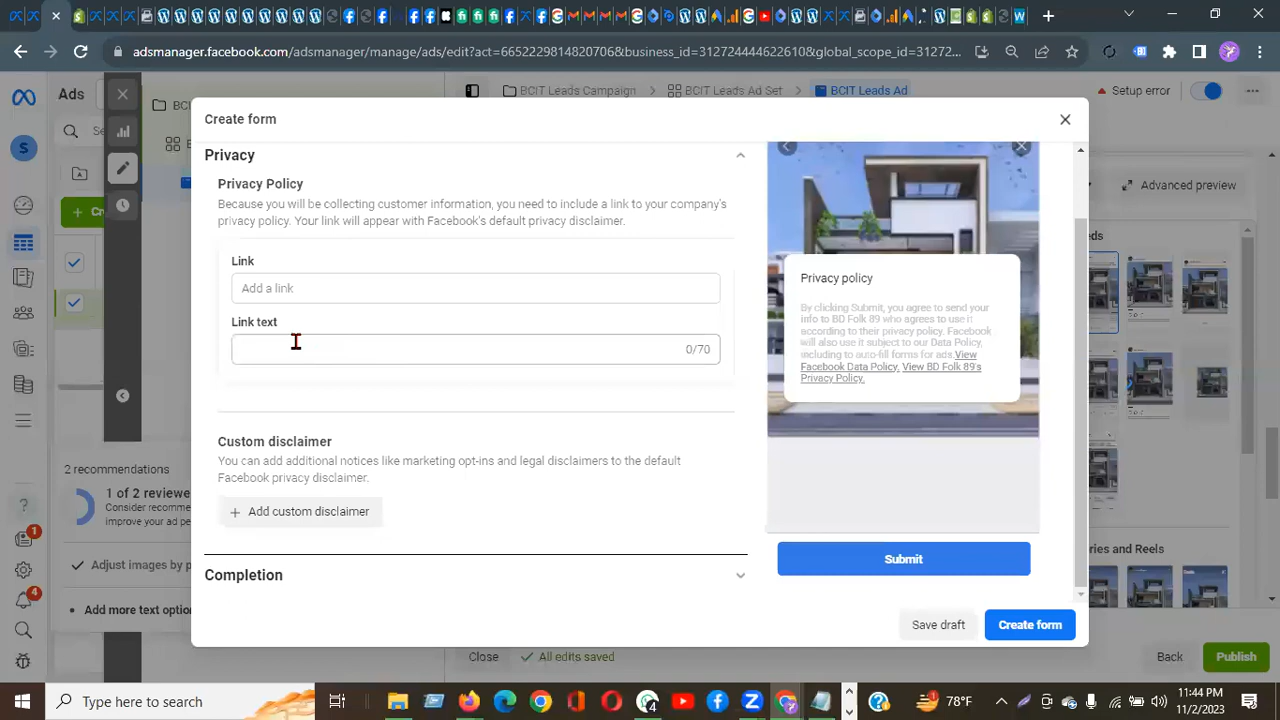 adsmanager.facebook.com/adsmanager/manage/ads/edit?act=6652229814820706&business_id=3127244446622610&global_scope_id=31272...
Ads
BCIT Leads Campaign
BCIT Leads Ad Set
BCIT Leads Ad
Setup error
Create form
Privacy
Privacy Policy
Because you will be collecting customer information, you need to include a link to your company's
privacy policy. Your link will appear with Facebook's default privacy disclaimer.
Link
Add a link
Link text
0/70
Custom disclaimer
You can add additional notices like marketing opt-ins and legal disclaimers to the default
Facebook privacy disclaimer.
+ Add custom disclaimer
Completion
Privacy policy
By clicking Submit, you agree to send your
info to BD Folk 89 who agrees to use it
according to their privacy policy. Facebook
will also use it subject to our Data Policy,
including to auto-fill forms for ads.View
Facebook Data Policy. View BD Folk 89's
Privacy Policy.
Submit
Save draft
Create form
Advanced preview
2 recommendations
1 of 2 reviewe
Consider recomme
improve your ad pe
Adjust images by p
Add more text optio
eds
ries and Reels
S
1
4
Close
All edits saved
Back
Publish
Type here to search
1
78°F
11:44 PM
11/2/2023